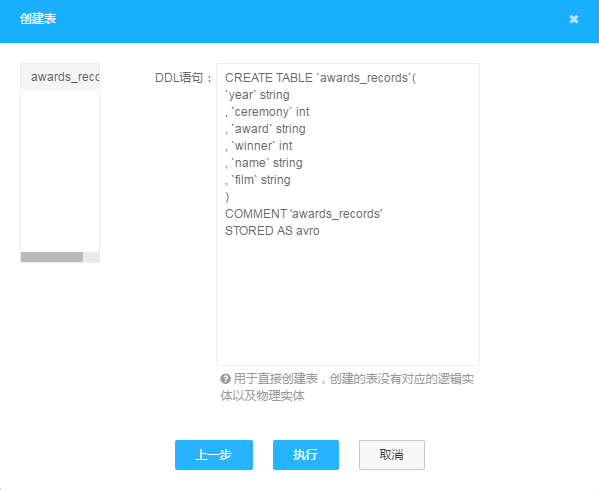 创建表
awards_reco
DDL语句：
CREATE TABLE `awards_records`(
`year` string
, `ceremony` int
, `award` string
, `winner` int
, `name` string
, `film` string
)
COMMENT 'awards_records'
STORED AS avro
用于直接创建表，创建的表没有对应的逻辑实
体以及物理实体
上一步
执行
取消